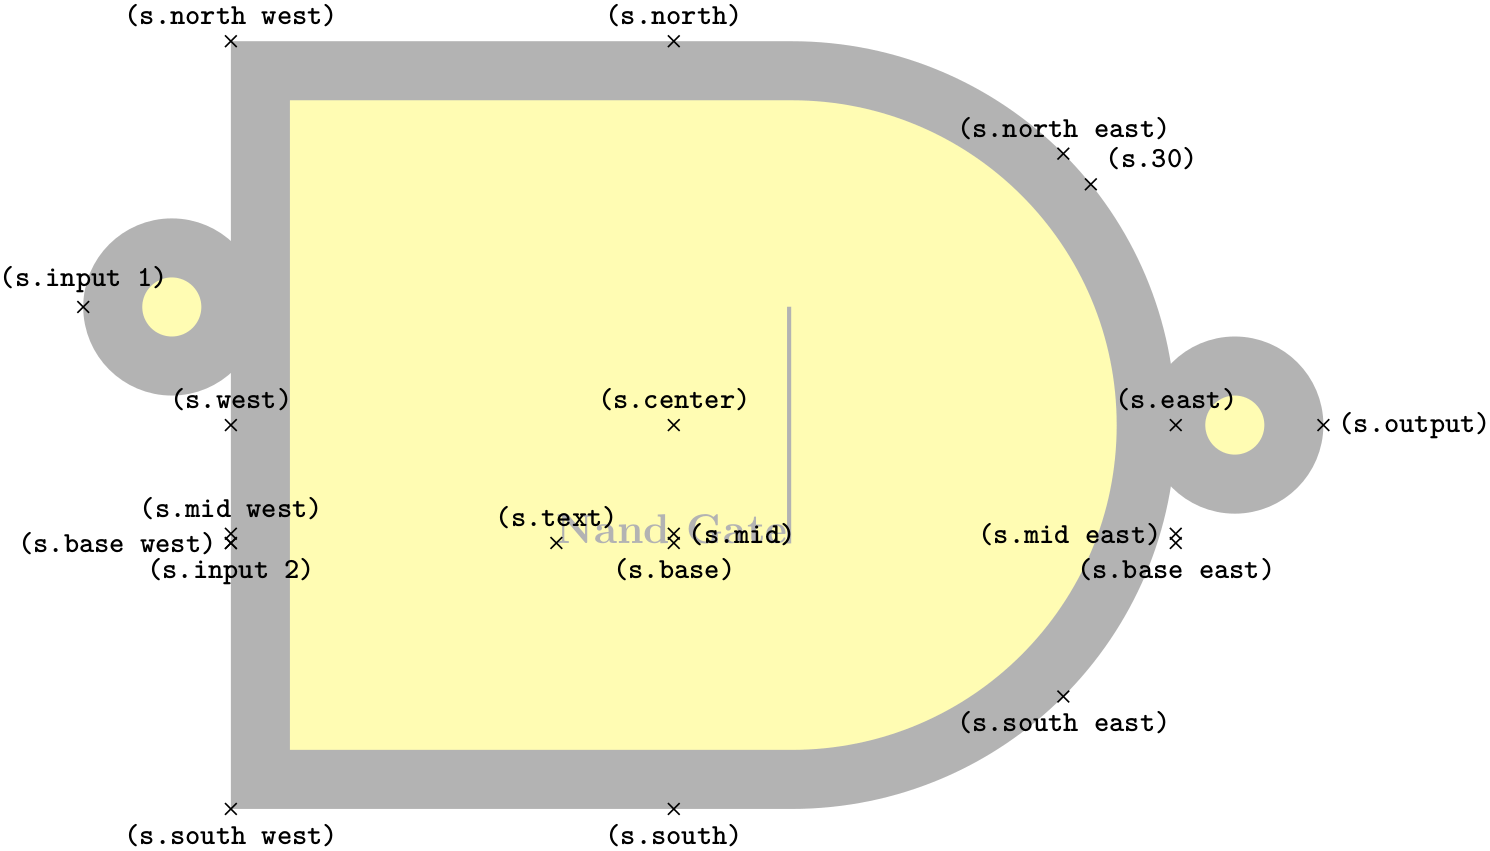 (s.north west)
(s.north)
(s.north east)
(s.30)
(s.input 1)
(s.west)
(s.center)
(s.east)
(s.output)
(s.mid west)
(s.text)
Nand Gate
(s.mid)
(s.mid east)
(s.base west)
(s.input 2)
(s.base)
(s.base east)
(s.south east)
(s.south west)
(s.south)